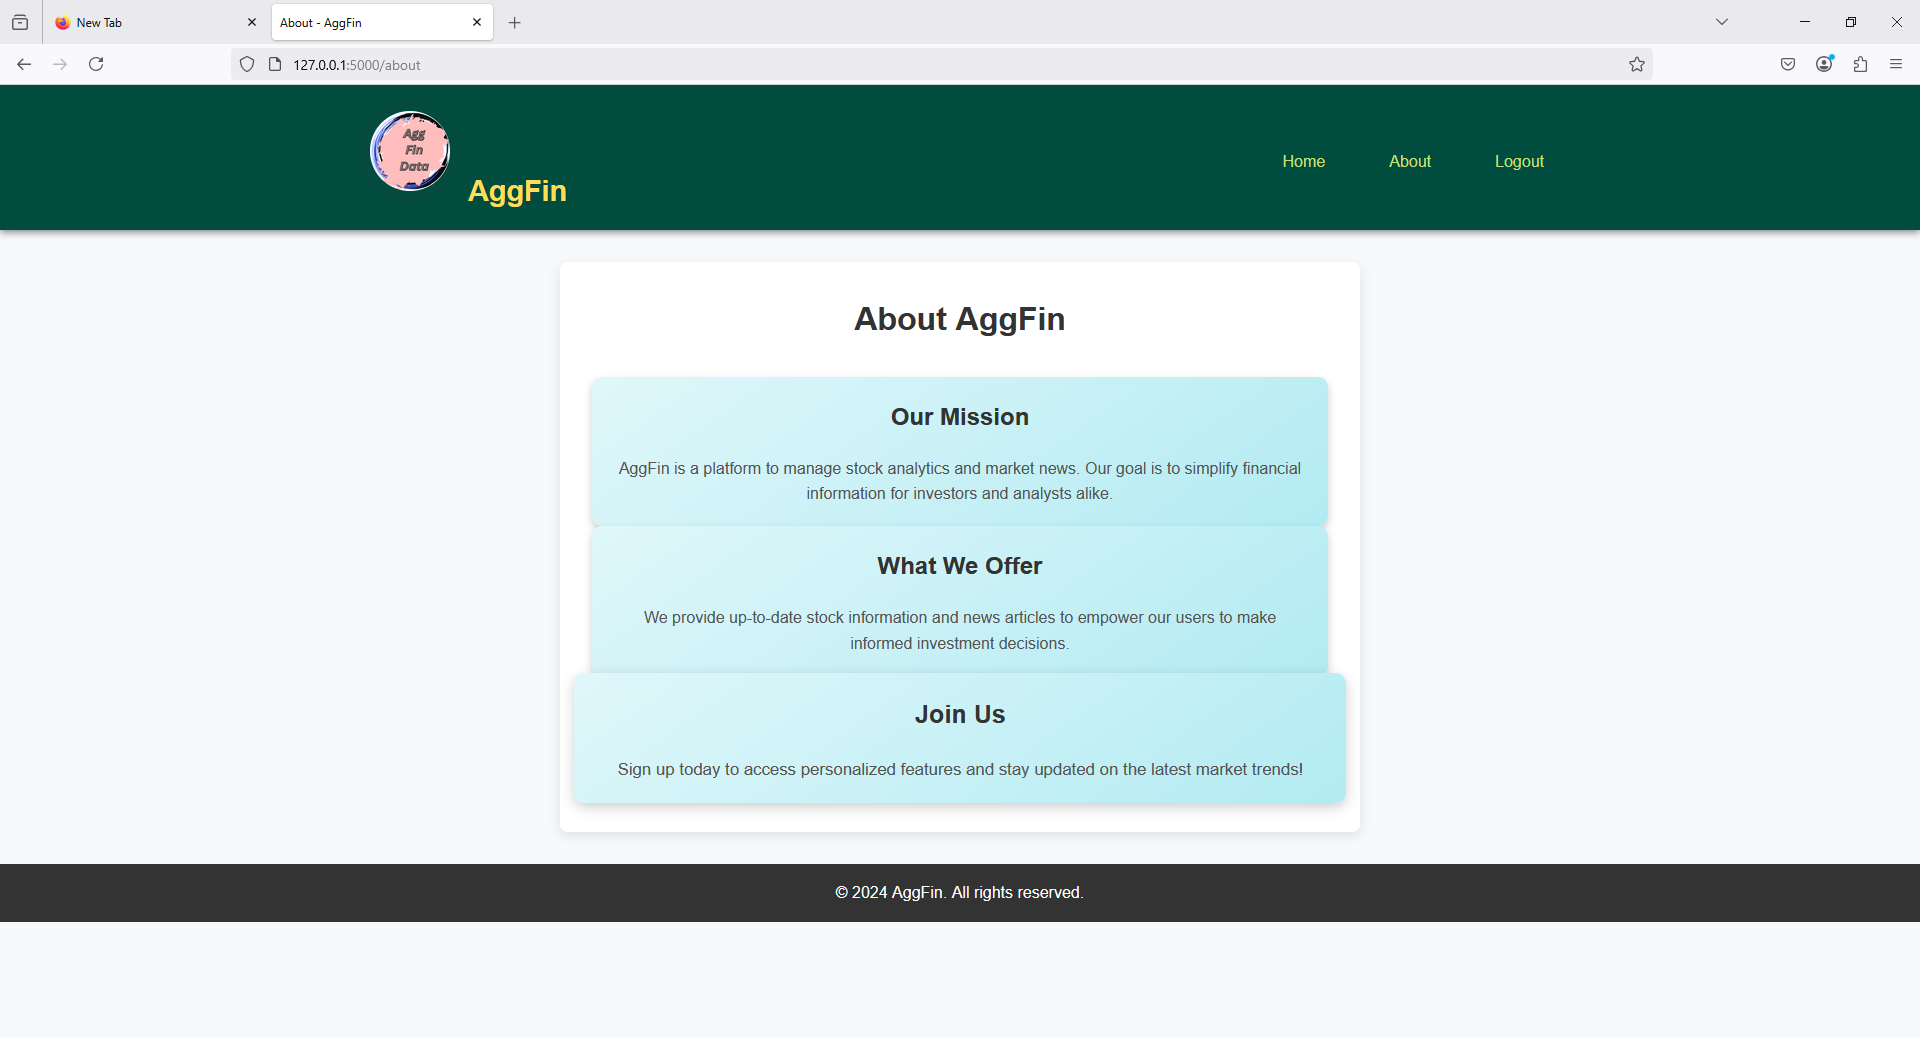 New Tab
About - AggFin
127.0.0.1:5000/about
Agg
Fin
Data
AggFin
Home
About
Logout
About AggFin
Our Mission
AggFin is a platform to manage stock analytics and market news. Our goal is to simplify financial
information for investors and analysts alike.
What We Offer
We provide up-to-date stock information and news articles to empower our users to make
informed investment decisions.
Join Us
Sign up today to access personalized features and stay updated on the latest market trends!
© 2024 AggFin. All rights reserved.